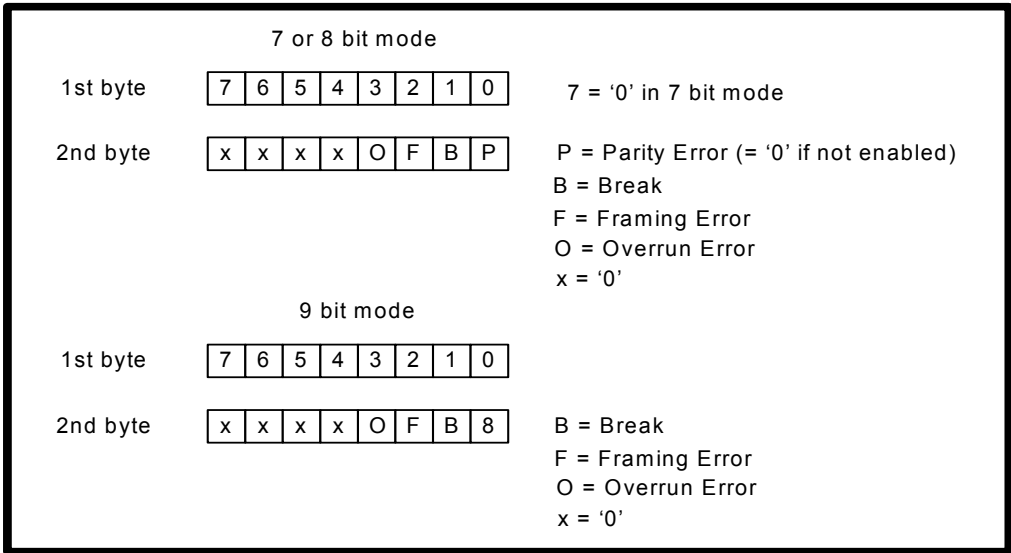 7 or 8 bit mode
1st byte 7 6 5 4 3 2 1 0 7 = ‘0’ in 7 bit mode
2nd byte x x x x O F B P P = Parity Error (= ‘0’ if not enabled)
B = Break
F = Framing Error
O = Overrun Error
x = ‘0’
9 bit mode
1st byte 7 6 5 4 3 2 1 0
2nd byte x x x x O F B 8 B = Break
F = Framing Error
O = Overrun Error
x = ‘0’